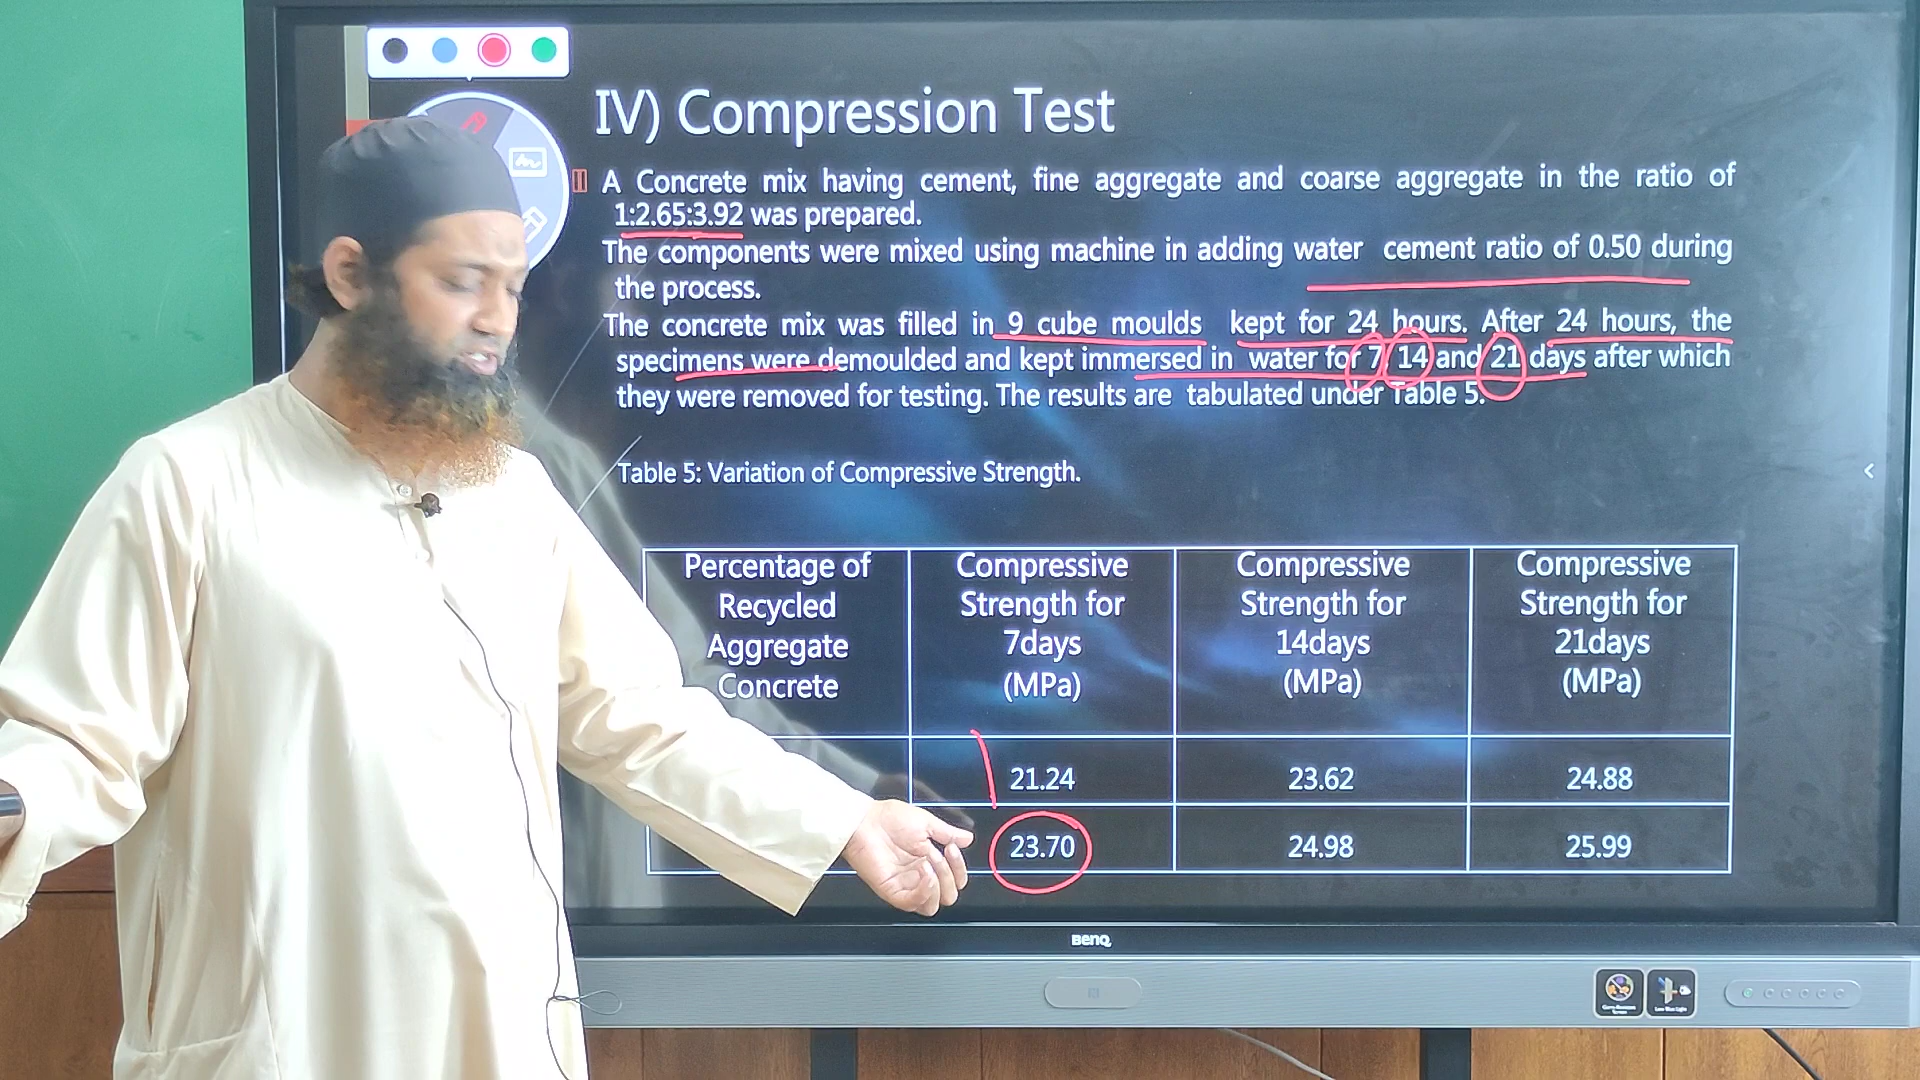 IV) Compression Test
A Concrete mix having cement, fine aggregate and coarse aggregate in the ratio of
1:2.65:3.92 was prepared.
The components were mixed using machine in adding water cement ratio of 0.50 during
the process.
The concrete mix was filled in 9 cube moulds kept for 24 hours. After 24 hours, the
specimens were demoulded and kept immersed in water for 7 14 and 21 days after which
they were removed for testing. The results are tabulated under Table 5.
Table 5: Variation of Compressive Strength.
Percentage of
Recycled
Aggregate
Concrete
Compressive
Strength for
7days
(MPa)
Compressive
Strength for
14days
(MPa)
Compressive
Strength for
21days
(MPa)
21.24 23.62 24.88
23.70 24.98 25.99
BenQ